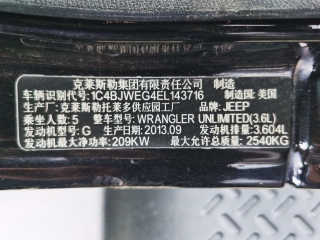 克莱斯勒集团有限责任公司 制造
车辆识别代号: 1C4BJWEG4EL143716
生产厂: 克莱斯勒托莱多供应园工厂 制造国: 美国
乘坐人数: 5 整车型号: WRANGLER UNLIMITED(3.6L) 品牌: JEEP
发动机型号: G 生产日期: 2013.09 发动机排量: 3.604L
发动机最大净功率: 209KW 最大允许总质量: 2540KG